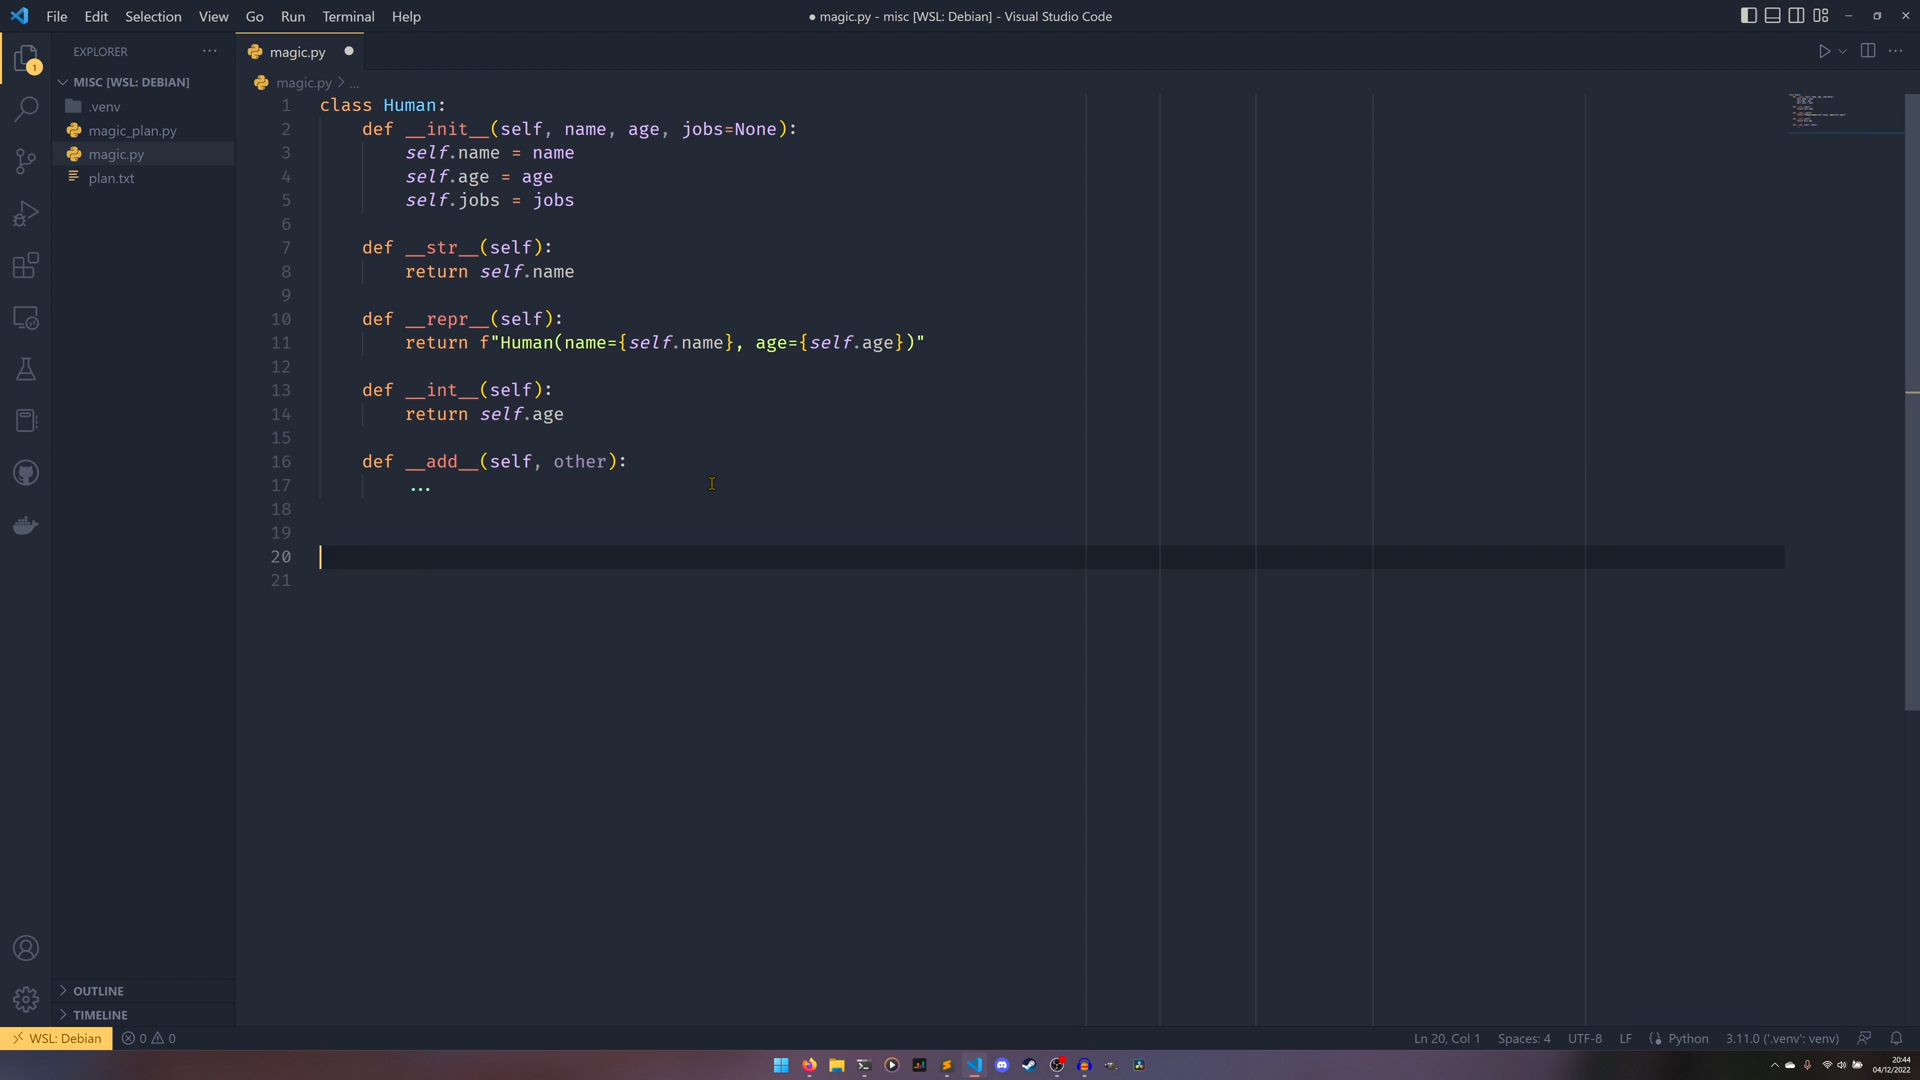 File Edit Selection View Go Run Terminal Help
● magic.py - misc [WSL: Debian] - Visual Studio Code
EXPLORER
1
MISC [WSL: DEBIAN]
.venv
magic_plan.py
magic.py
plan.txt
magic.py
magic.py > ...
1 class Human:
2     def __init__(self, name, age, jobs=None):
3         self.name = name
4         self.age = age
5         self.jobs = jobs
6
7     def __str__(self):
8         return self.name
9
10     def __repr__(self):
11         return f"Human(name={self.name}, age={self.age})"
12
13     def __int__(self):
14         return self.age
15
16     def __add__(self, other):
17         ...
18
19
20
21
OUTLINE
TIMELINE
WSL: Debian 0 0
Ln 20, Col 1 Spaces: 4 UTF-8 LF Python 3.11.0 ('.venv': venv)
20:44
04/12/2022